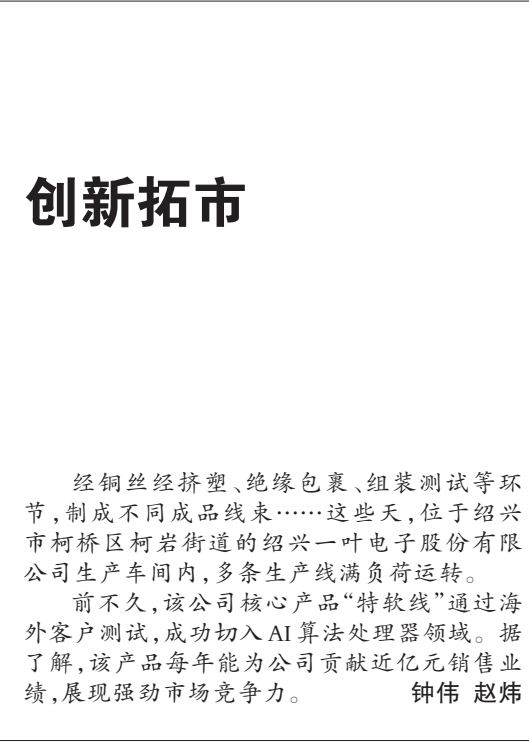 创新拓市
经铜丝经挤塑、绝缘包裹、组装测试等环
节,制成不同成品线束……这些天,位于绍兴
市柯桥区柯岩街道的绍兴一叶电子股份有限
公司生产车间内,多条生产线满负荷运转。
前不久,该公司核心产品“特软线”通过海
外客户测试,成功切入AI算法处理器领域。据
了解,该产品每年能为公司贡献近亿元销售业
绩,展现强劲市场竞争力。 钟伟 赵炜